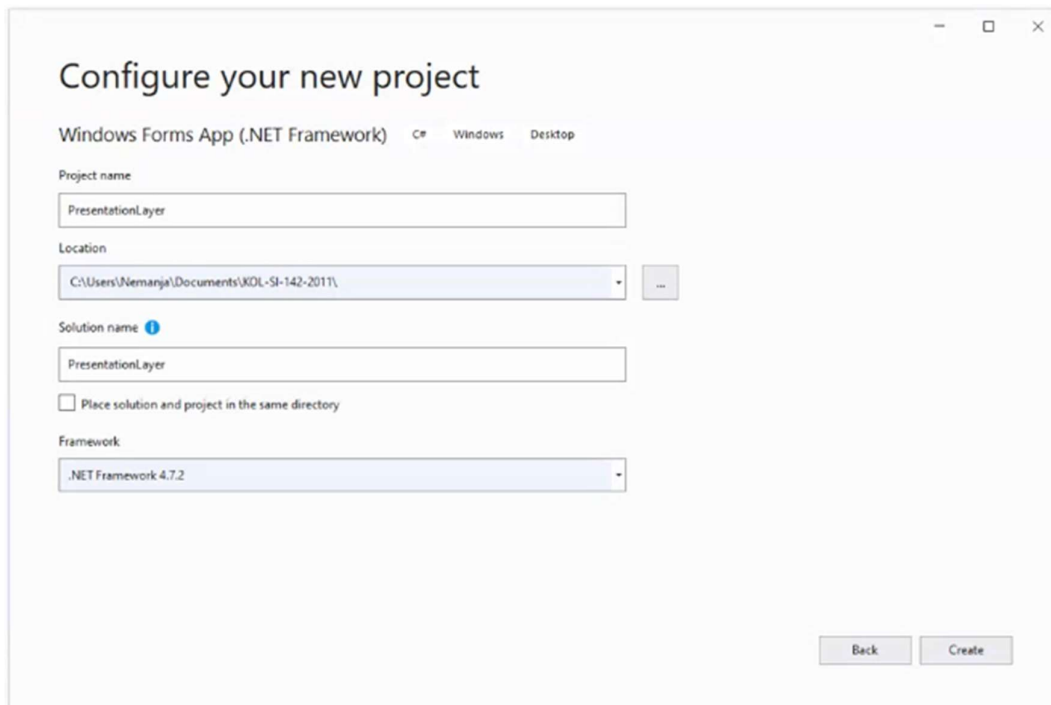 Configure your new project
Windows Forms App (.NET Framework) C# Windows Desktop
Project name
PresentationLayer
Location
C:\Users\Nemanja\Documents\KOL-SI-142-2011\
...
Solution name
PresentationLayer
Place solution and project in the same directory
Framework
.NET Framework 4.7.2
Back Create